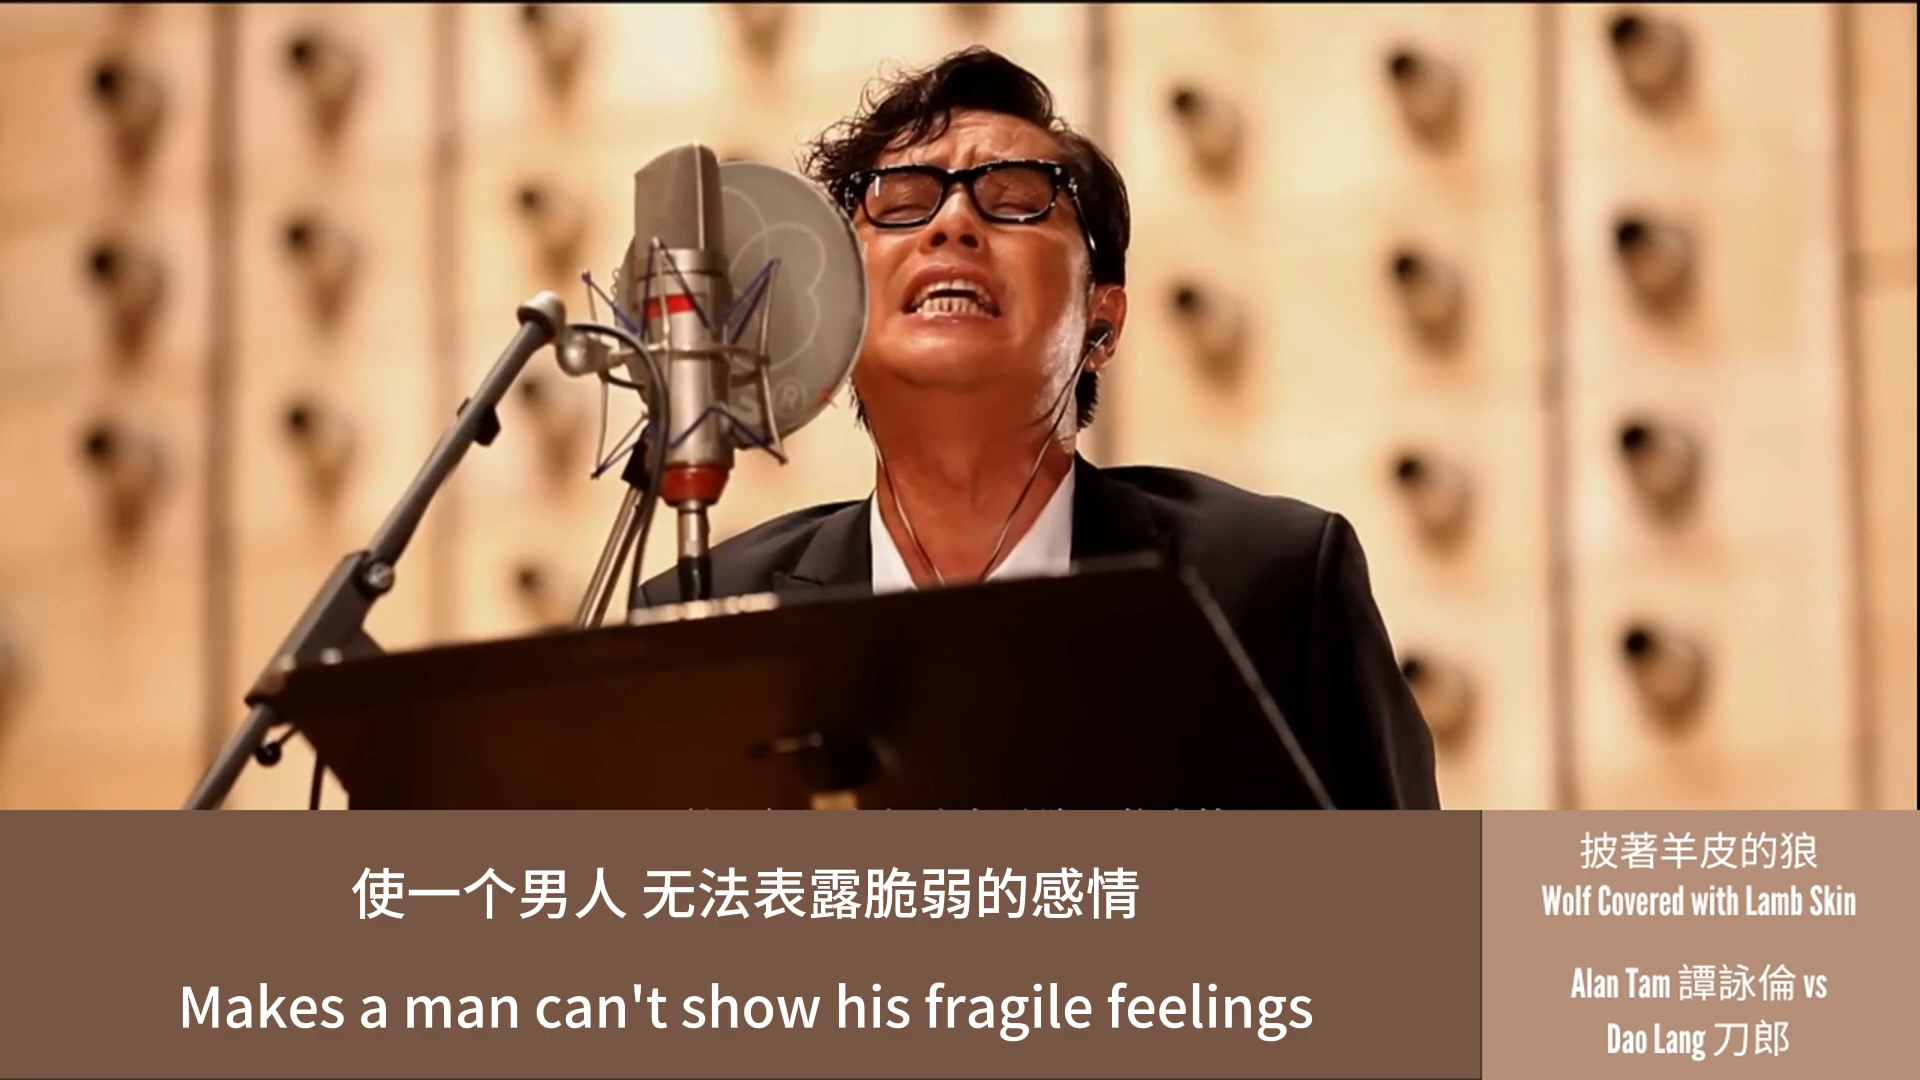 使一个男人 无法表露脆弱的感情
Makes a man can't show his fragile feelings
披著羊皮的狼
Wolf Covered with Lamb Skin
Alan Tam 譚詠倫 vs
Dao Lang 刀郎